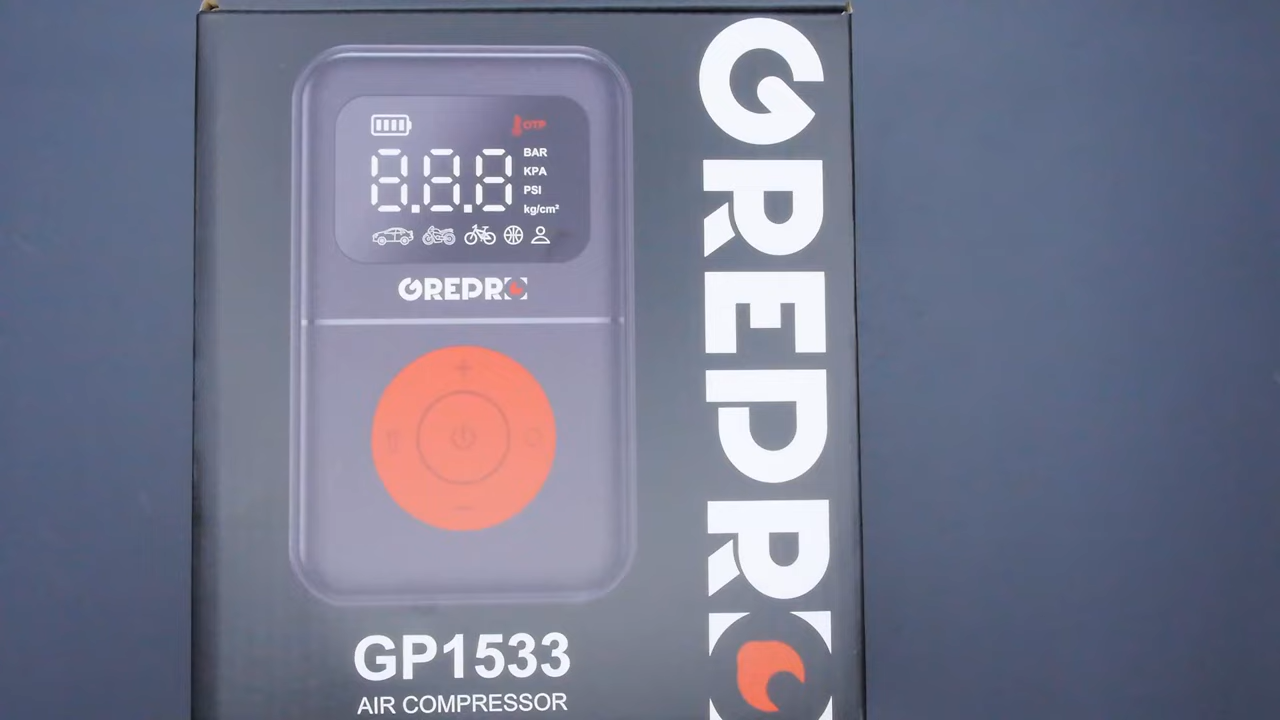 OTP
8.8.8
BAR
KPA
PSI
kg/cm²
GREPRO
GP1533
AIR COMPRESSOR
GREPRO